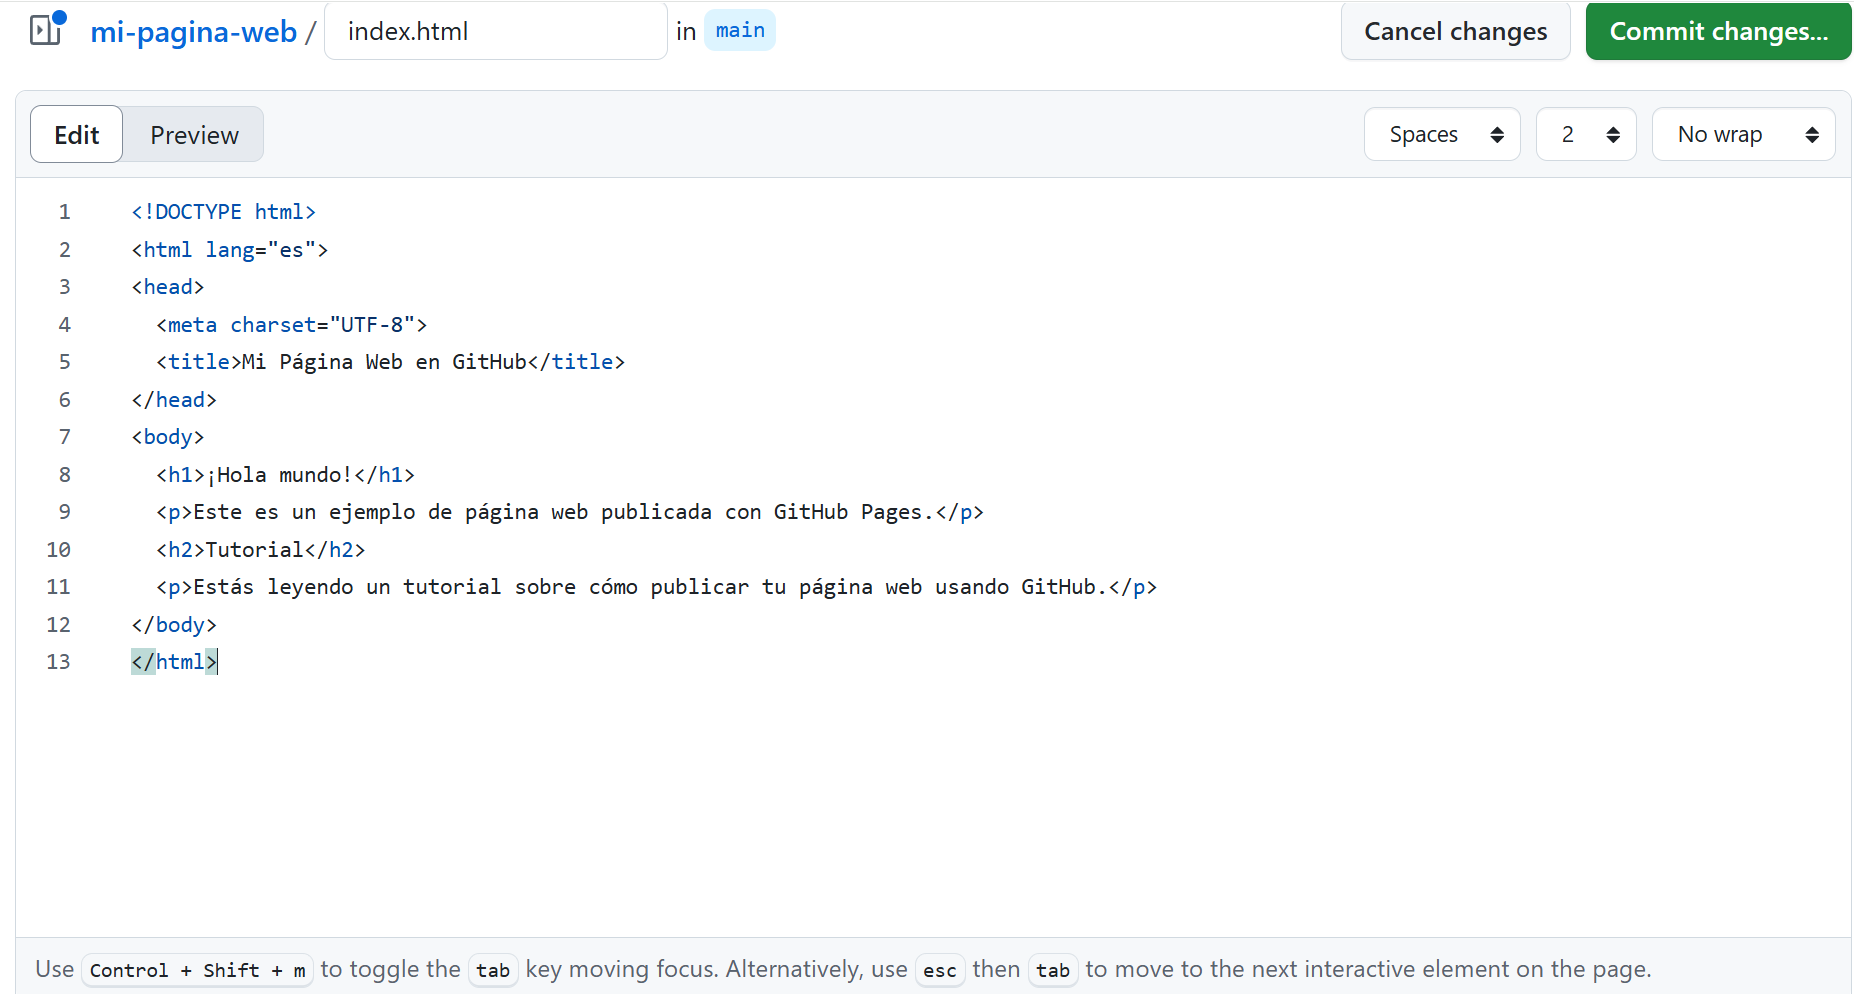 mi-pagina-web / index.html in main Cancel changes Commit changes...
Edit Preview Spaces 2 No wrap
1 <!DOCTYPE html>
2 <html lang="es">
3 <head>
4 <meta charset="UTF-8">
5 <title>Mi Página Web en GitHub</title>
6 </head>
7 <body>
8 <h1>¡Hola mundo!</h1>
9 <p>Este es un ejemplo de página web publicada con GitHub Pages.</p>
10 <h2>Tutorial</h2>
11 <p>Estás leyendo un tutorial sobre cómo publicar tu página web usando GitHub.</p>
12 </body>
13 </html>
Use Control + Shift + m to toggle the tab key moving focus. Alternatively, use esc then tab to move to the next interactive element on the page.